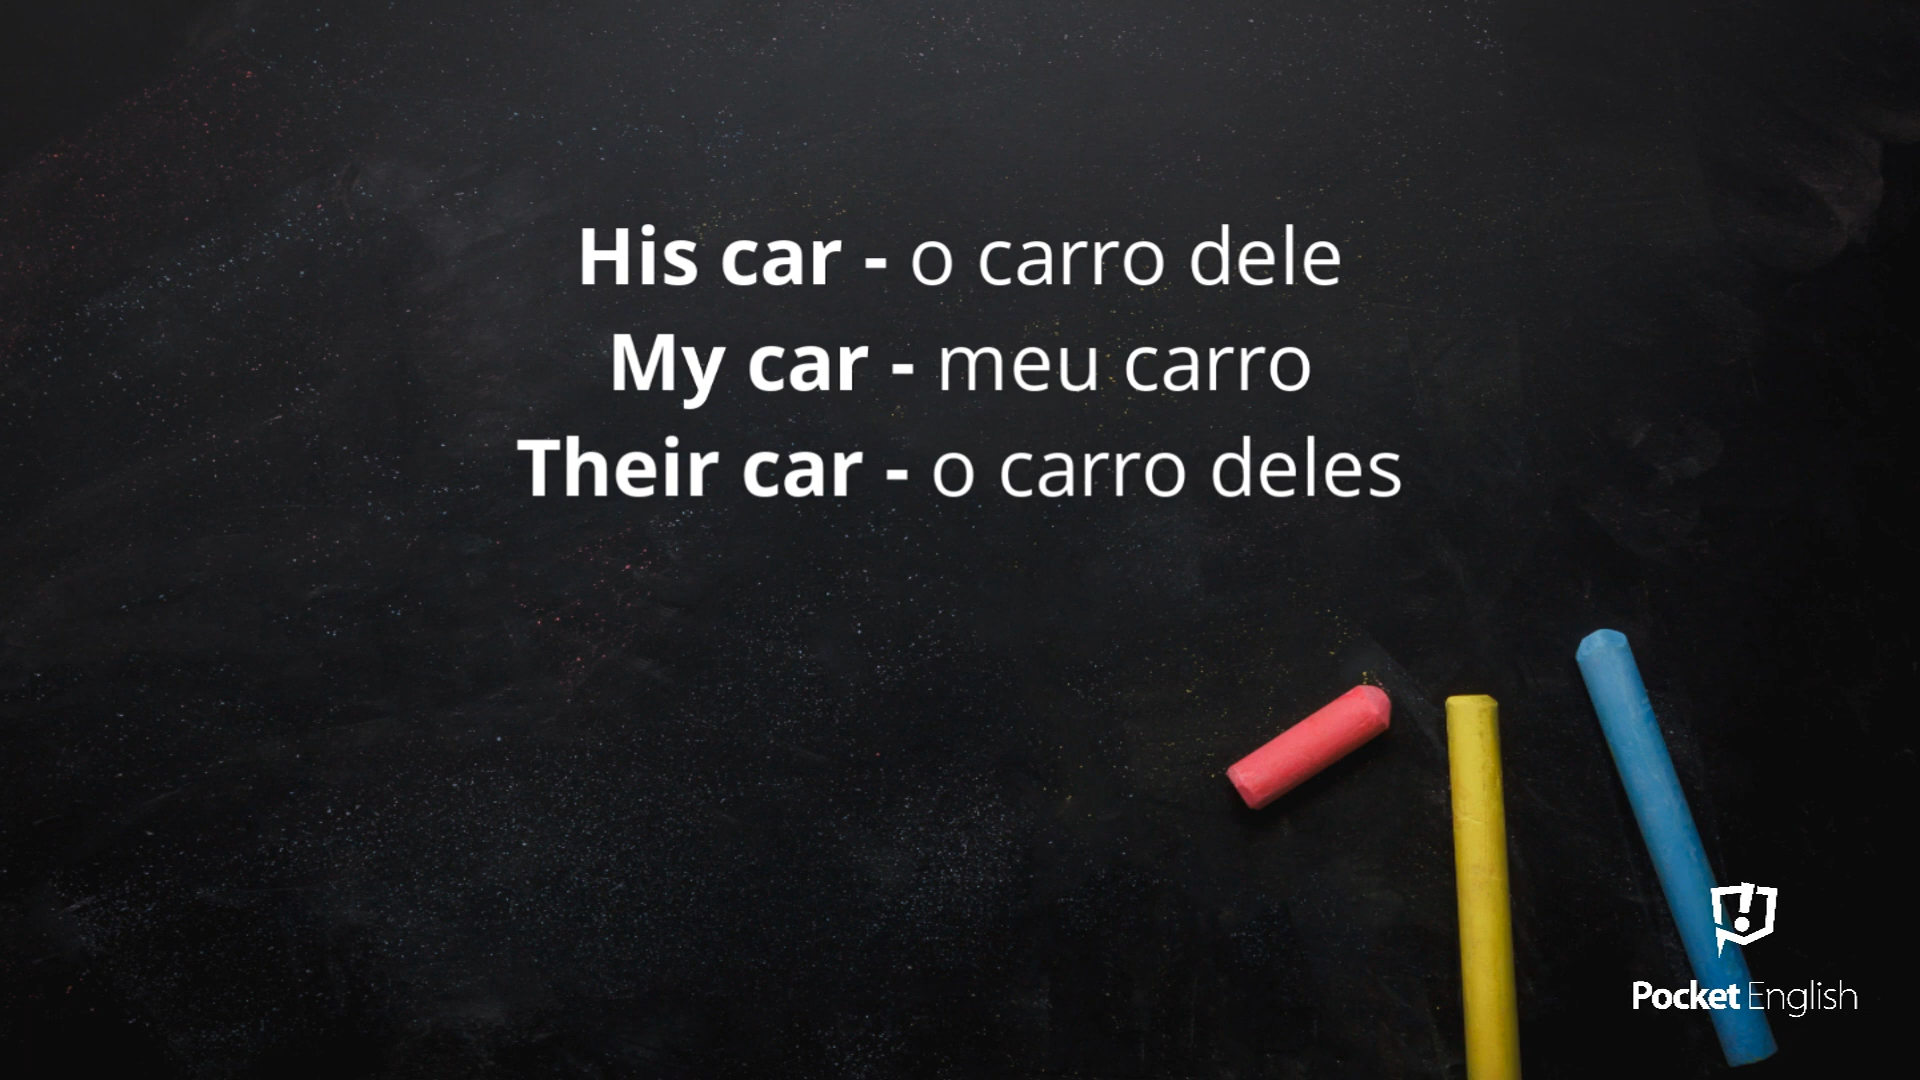 His car - o carro dele
My car - meu carro
Their car - o carro deles
Pocket English